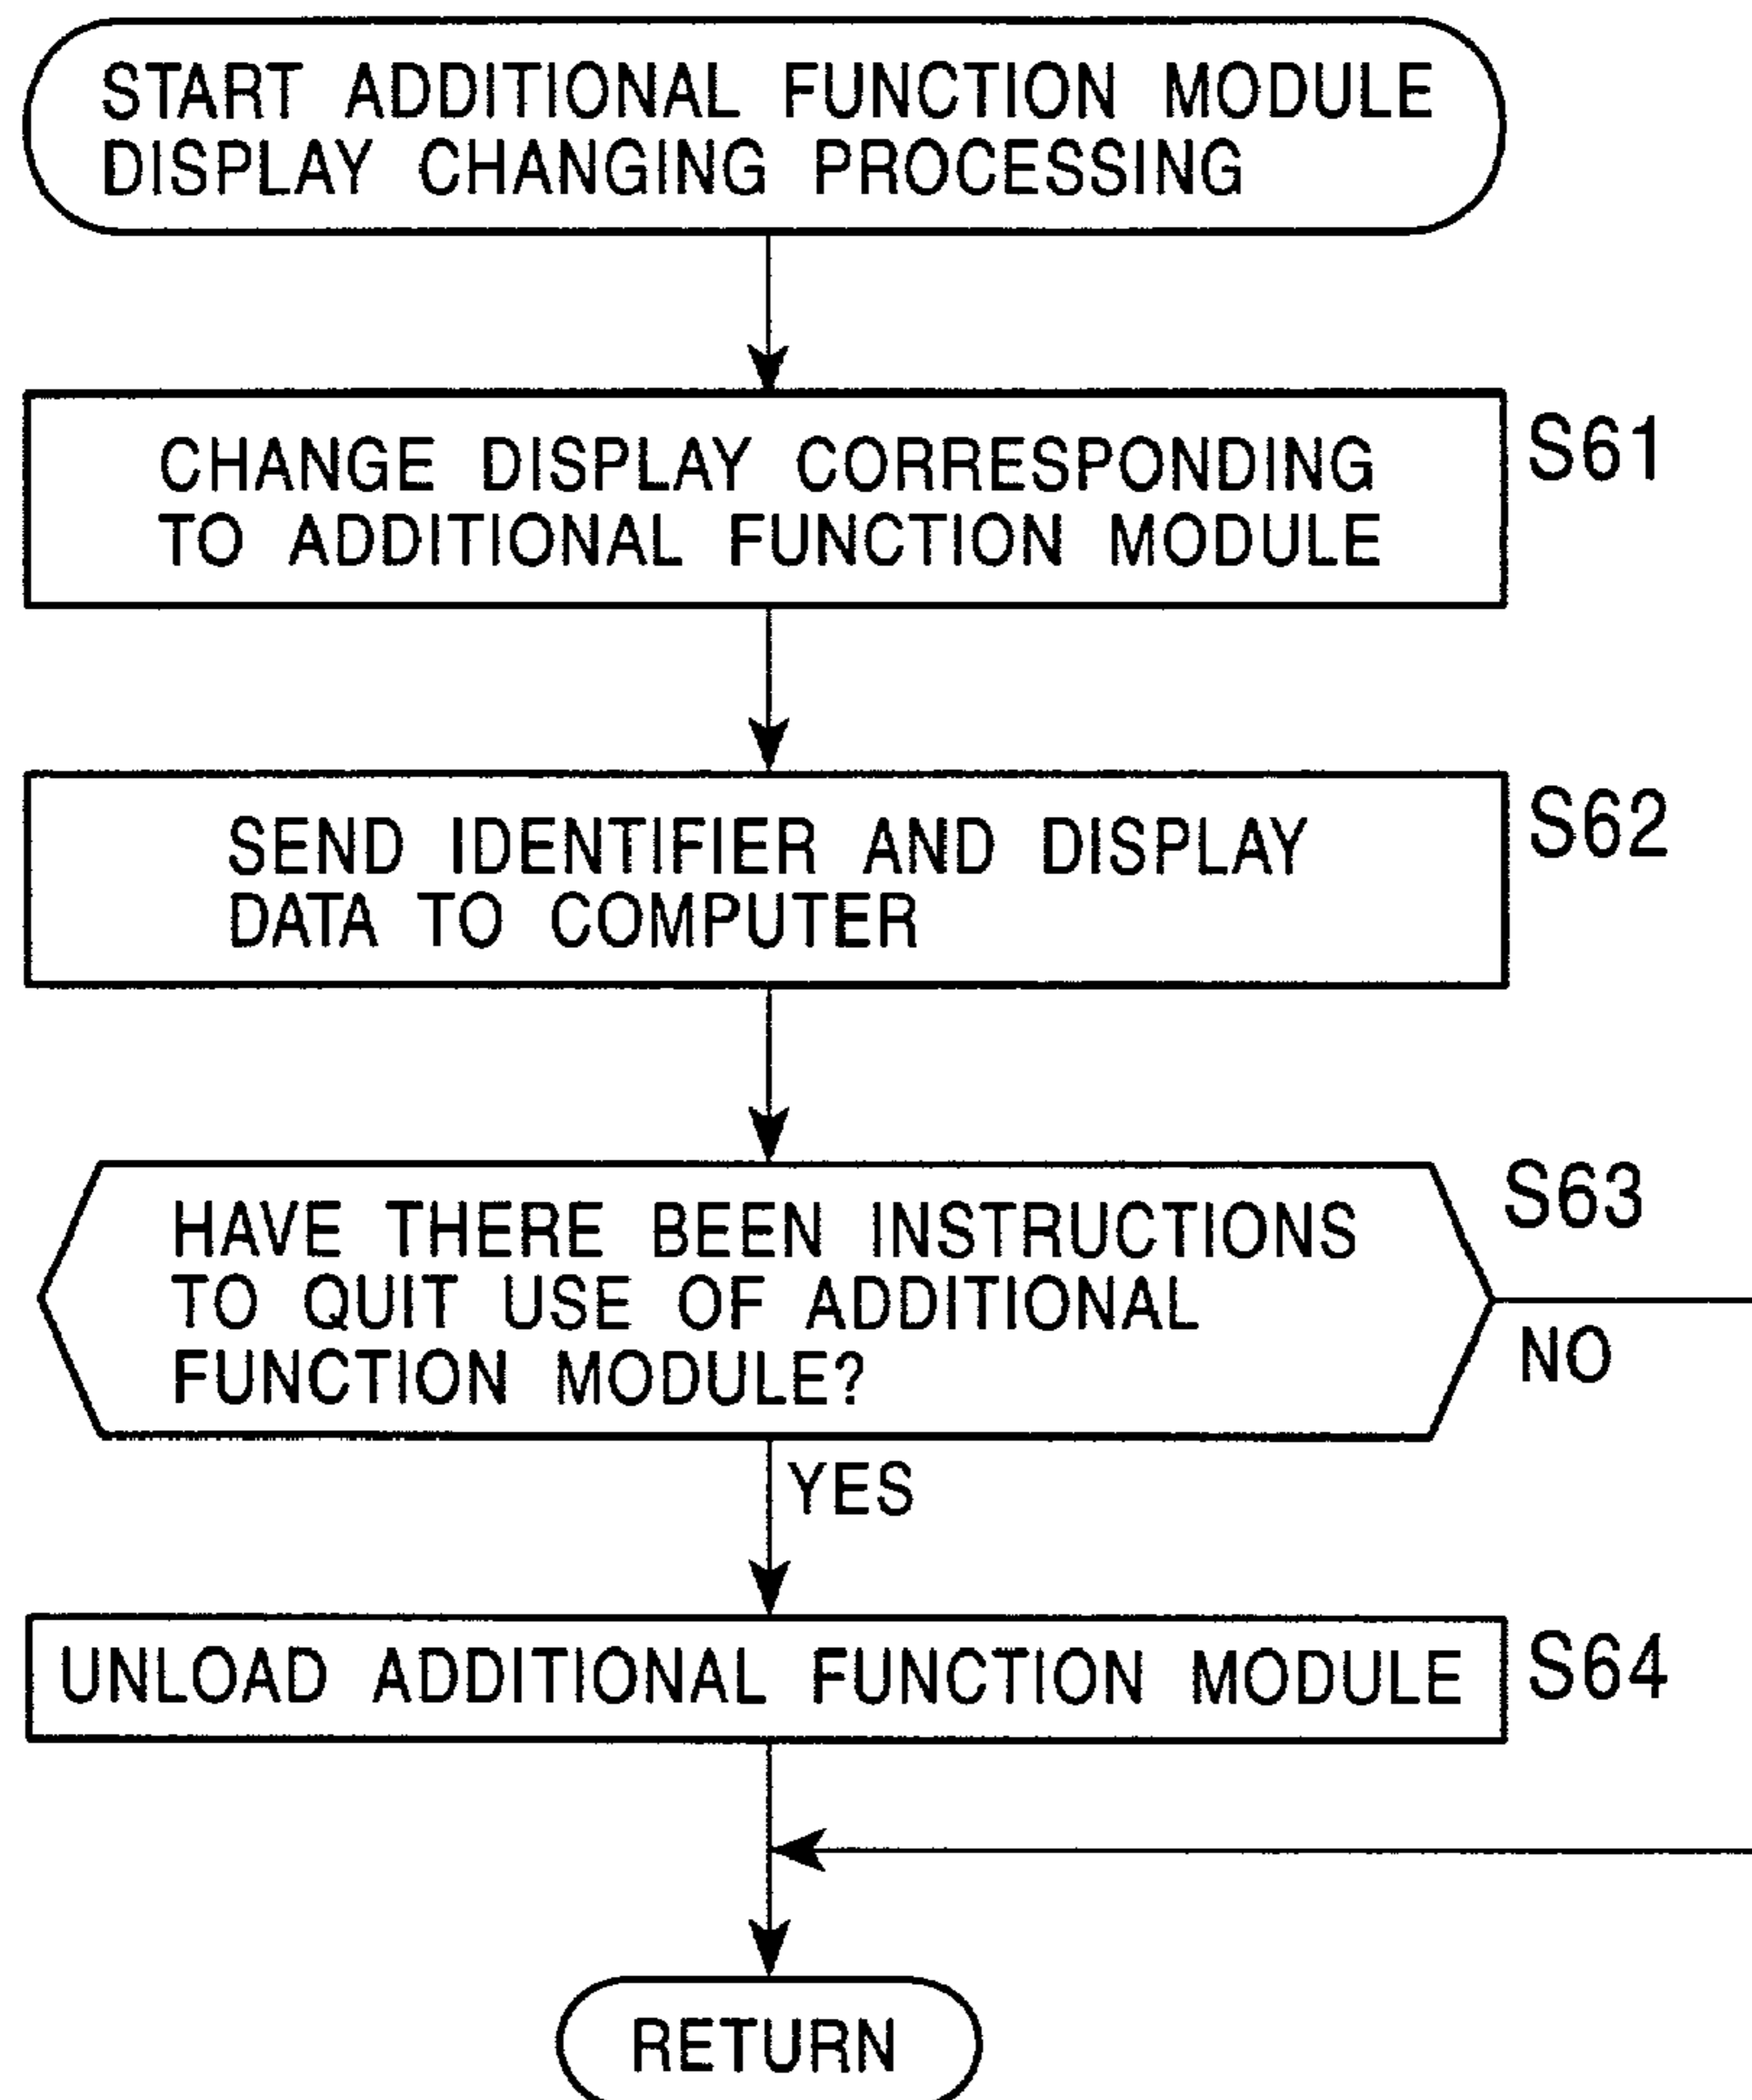 START ADDITIONAL FUNCTION MODULE
DISPLAY CHANGING PROCESSING
CHANGE DISPLAY CORRESPONDING
TO ADDITIONAL FUNCTION MODULE
S61
SEND IDENTIFIER AND DISPLAY
DATA TO COMPUTER
S62
HAVE THERE BEEN INSTRUCTIONS
TO QUIT USE OF ADDITIONAL
FUNCTION MODULE?
S63
NO
YES
UNLOAD ADDITIONAL FUNCTION MODULE
S64
RETURN